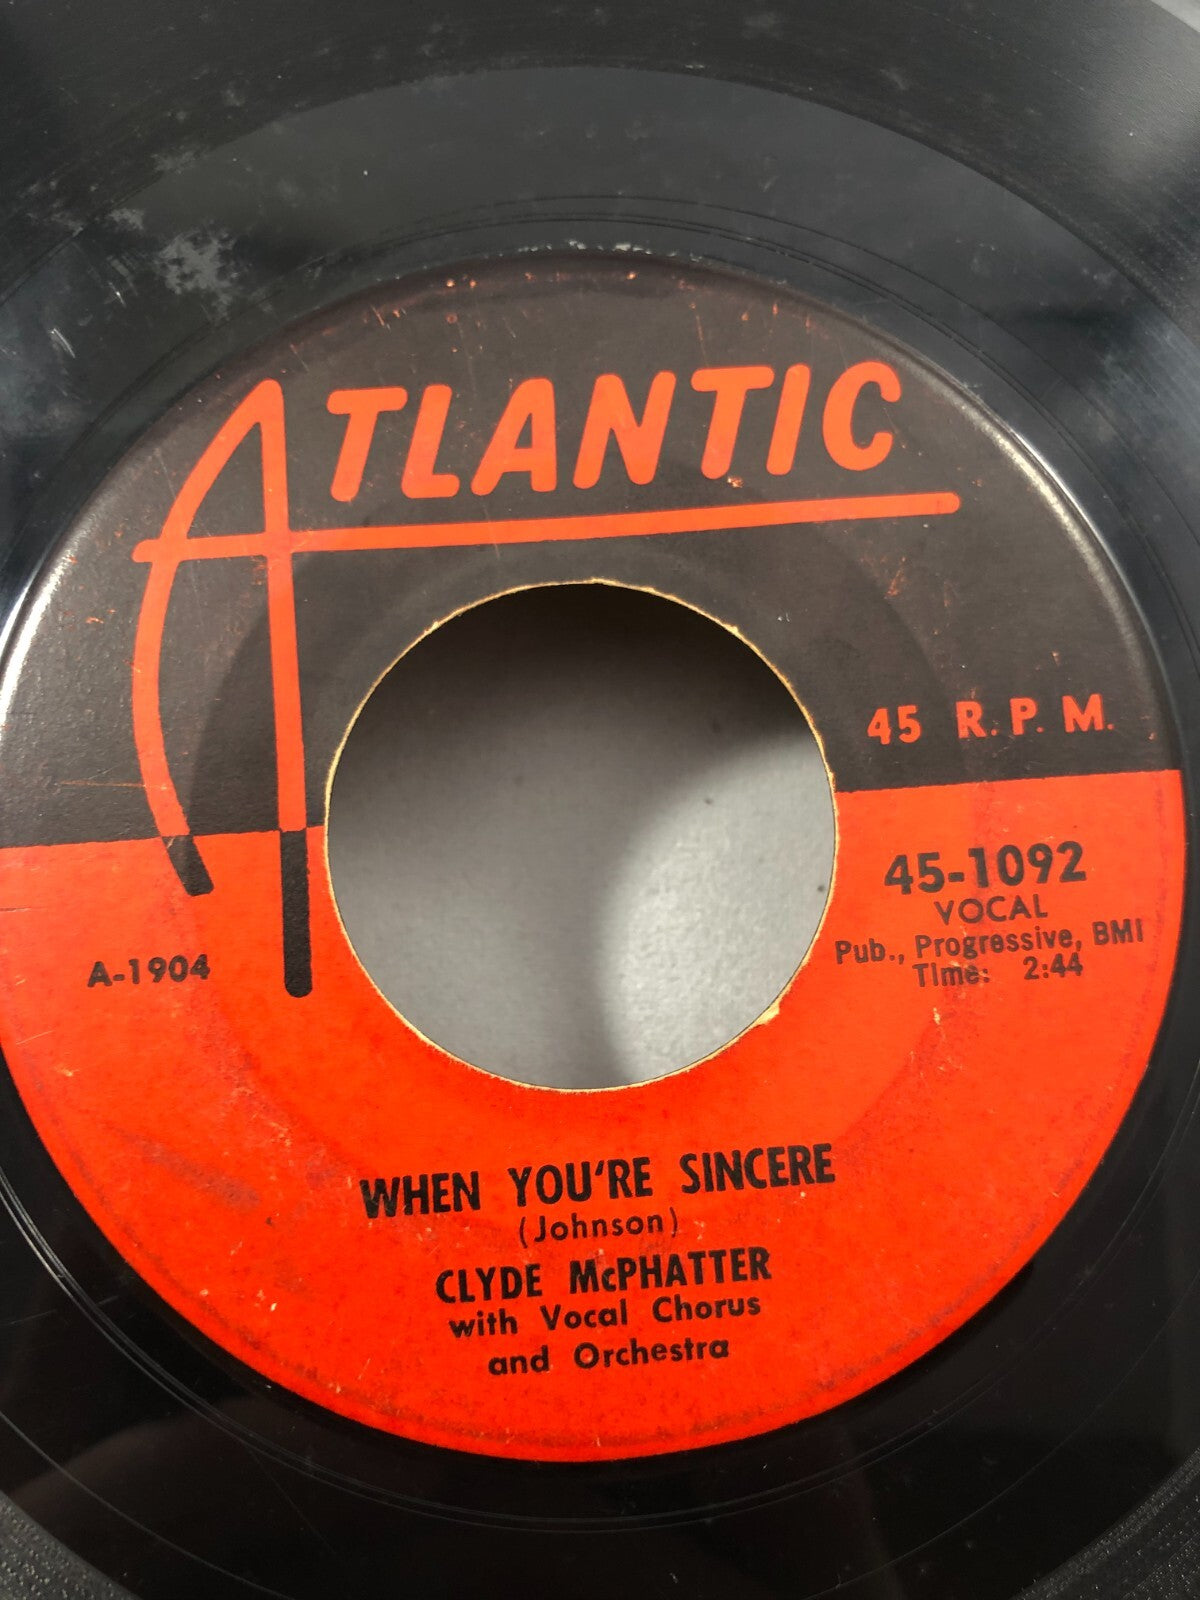 ATLANTIC
45 R.P.M.
45-1092
VOCAL
Pub., Progressive, BMI
Time: 2:44
A-1904
WHEN YOU'RE SINCERE
(Johnson)
CLYDE McPHATTER
with Vocal Chorus
and Orchestra